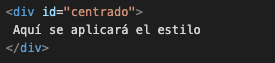 <div id="centrado">
Aquí se aplicará el estilo
</div>